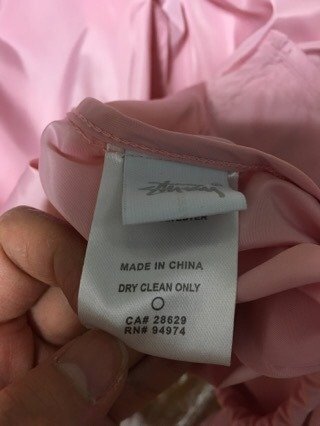 MADE IN CHINA
DRY CLEAN ONLY
CA# 28629
RN# 94974